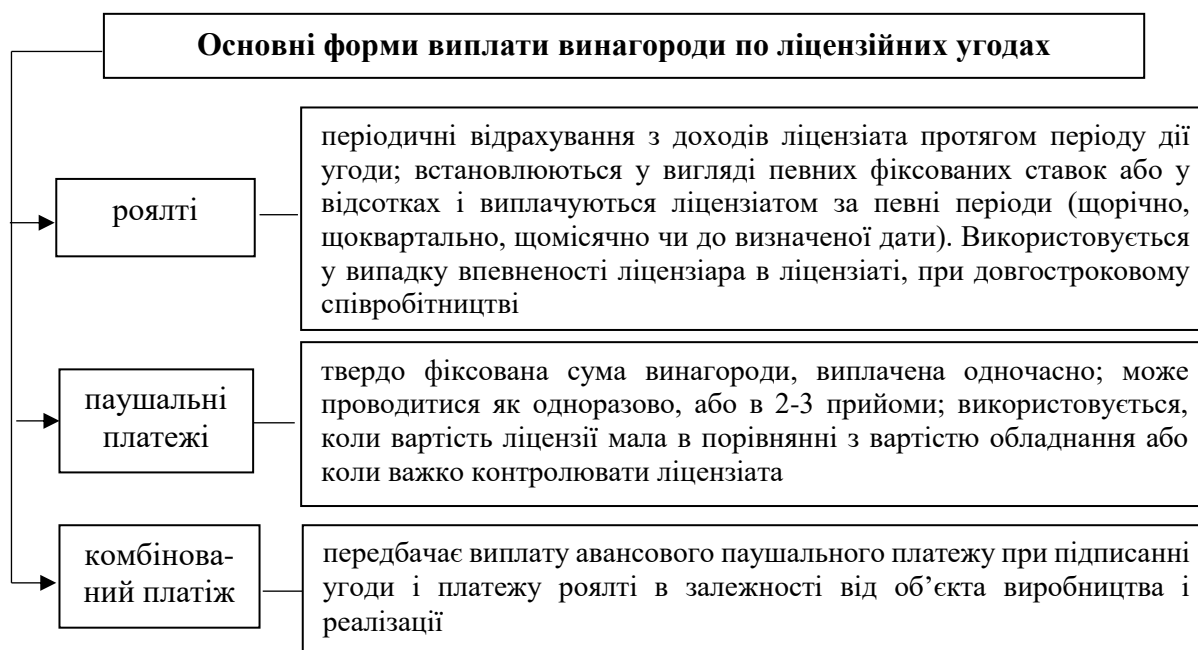 Основні форми виплати винагороди по ліцензійних угодах
роялті
періодичні відрахування з доходів ліцензіата протягом періоду дії
угоди; встановлюються у вигляді певних фіксованих ставок або у
відсотках і виплачуються ліцензіатом за певні періоди (щорічно,
щоквартально, щомісячно чи до визначеної дати). Використовується
у випадку впевненості ліцензіара в ліцензіаті, при довгостроковому
співробітництві
паушальні
платежі
твердо фіксована сума винагороди, виплачена одночасно; може
проводитися як одноразово, або в 2-3 прийоми; використовується,
коли вартість ліцензії мала в порівнянні з вартістю обладнання або
коли важко контролювати ліцензіата
комбінова-
ний платіж
передбачає виплату авансового паушального платежу при підписанні
угоди і платежу роялті в залежності від об’єкта виробництва і
реалізації